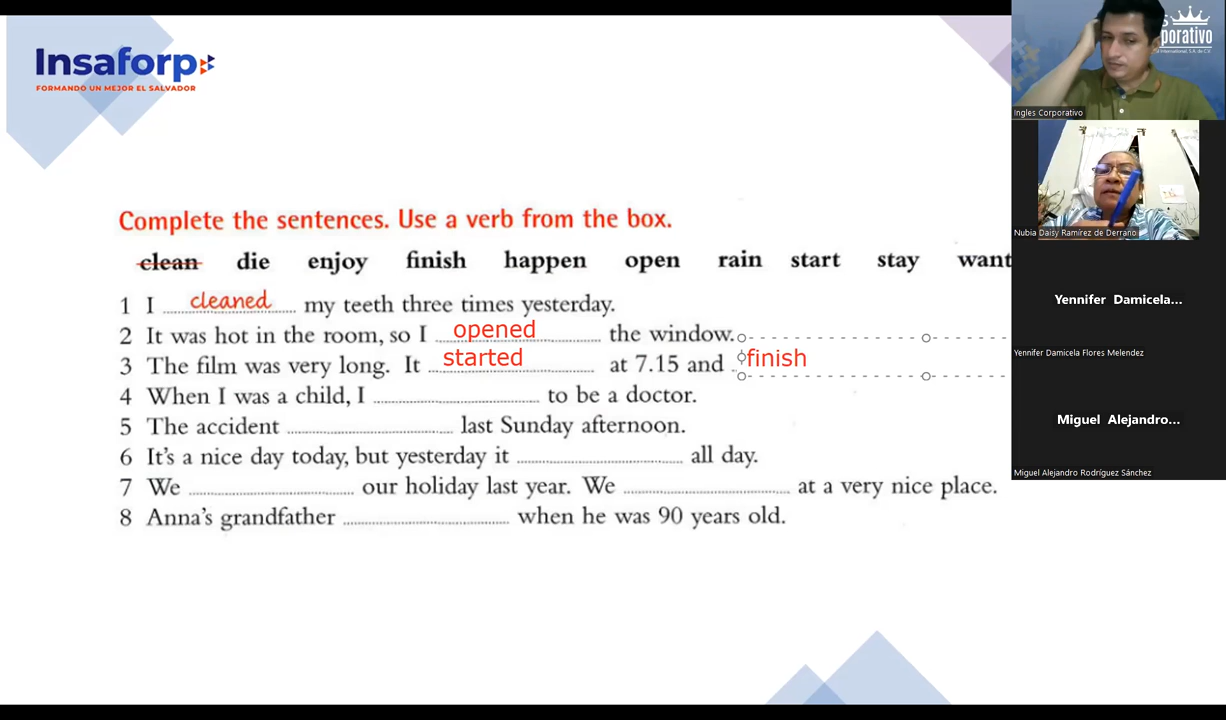 Insaforp
FORMANDO UN MEJOR EL SALVADOR
Complete the sentences. Use a verb from the box.
clean die enjoy finish happen open rain start stay want
1 I cleaned my teeth three times yesterday.
2 It was hot in the room, so I opened the window.
3 The film was very long. It started at 7.15 and finish
4 When I was a child, I ............ to be a doctor.
5 The accident ............ last Sunday afternoon.
6 It's a nice day today, but yesterday it ............ all day.
7 We ............ our holiday last year. We ............ at a very nice place.
8 Anna's grandfather ............ when he was 90 years old.
porativo
Ingles Corporativo
Nubia Daisy Ramírez de Derrano
Yennifer Damicela...
Yennifer Damicela Flores Melendez
Miguel Alejandro...
Miguel Alejandro Rodríguez Sánchez